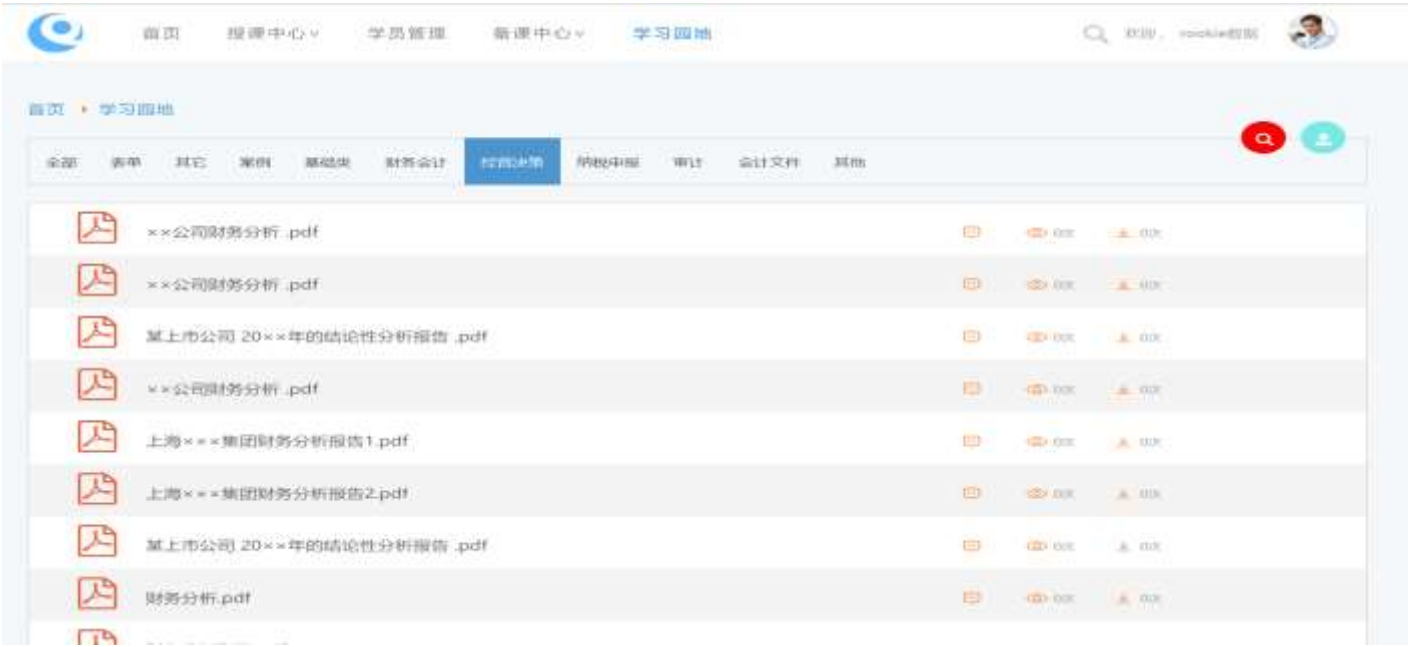 首页 授课中心 学员管理 备课中心 学习园地
首页 学习园地
全部 表单 其它 案例 基础类 财务会计 经营决策 纳税申报 审计 会计文件 其他
××公司财务分析 .pdf
××公司财务分析 .pdf
某上市公司 20××年的结论性分析报告 .pdf
××公司财务分析 .pdf
上海×××集团财务分析报告1.pdf
上海×××集团财务分析报告2.pdf
某上市公司 20××年的结论性分析报告 .pdf
财务分析.pdf